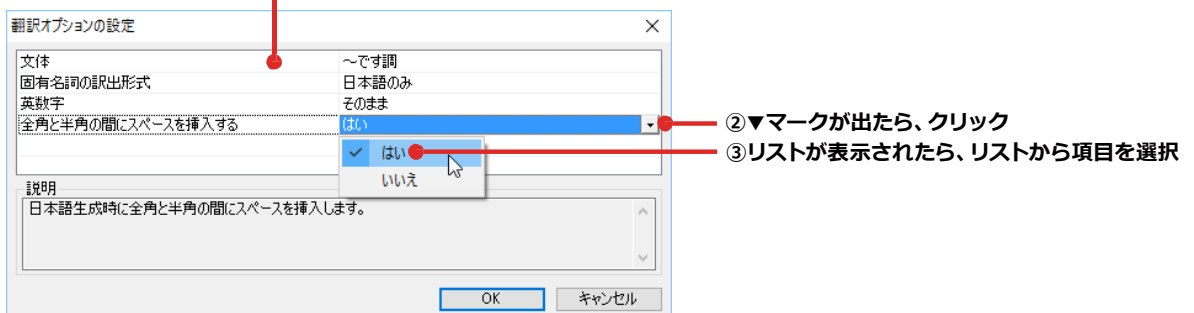 翻訳オプションの設定
文体 ～です調
固有名詞の訳出形式 日本語のみ
英数字 そのまま
全角と半角の間にスペースを挿入する はい
②▼マークが出たら、クリック
はい
③リストが表示されたら、リストから項目を選択
いいえ
説明
日本語生成時に全角と半角の間にスペースを挿入します。
OK キャンセル